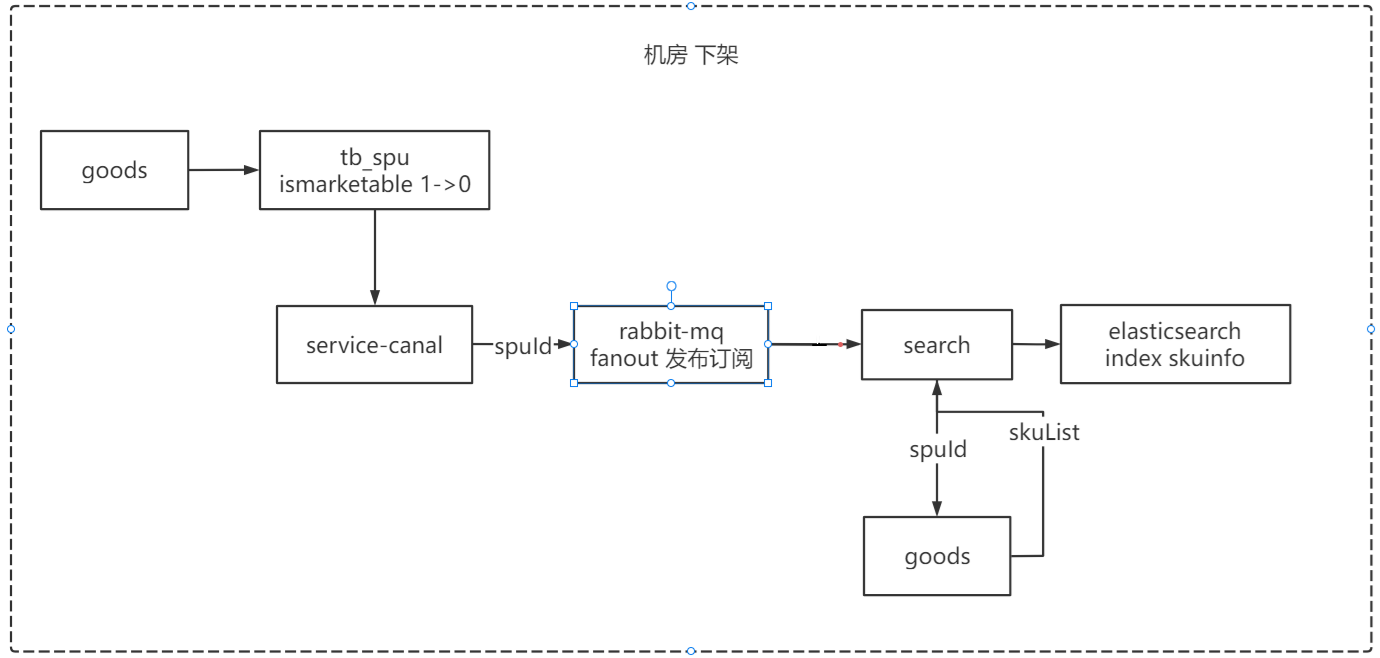 机房 下架
goods
tb_spu
ismarketable 1->0
service-canal
spuId
rabbit-mq
fanout 发布订阅
search
elasticsearch
index skuinfo
spuId
skuList
goods